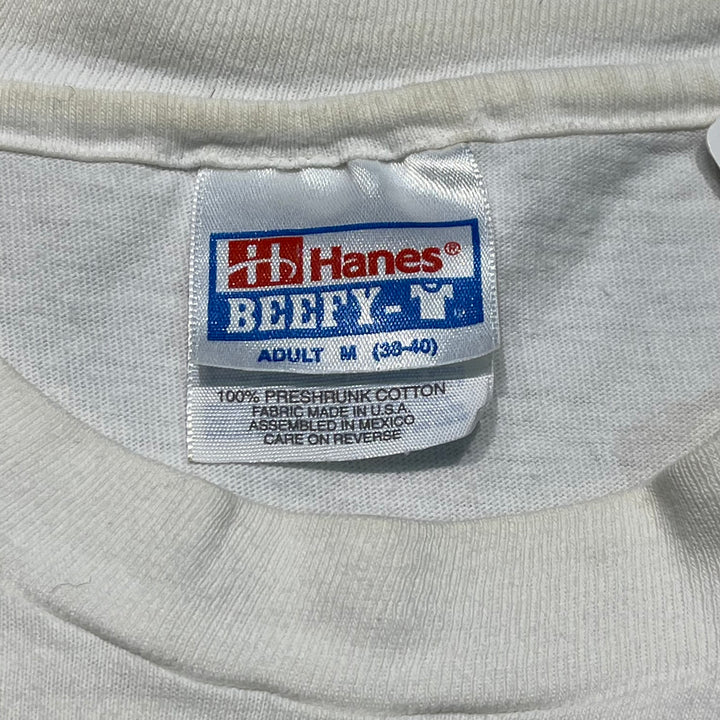 Hanes®
BEEFY-
ADULT M (38-40)
100% PRESHRUNK COTTON
FABRIC MADE IN U.S.A.
ASSEMBLED IN MEXICO
CARE ON REVERSE